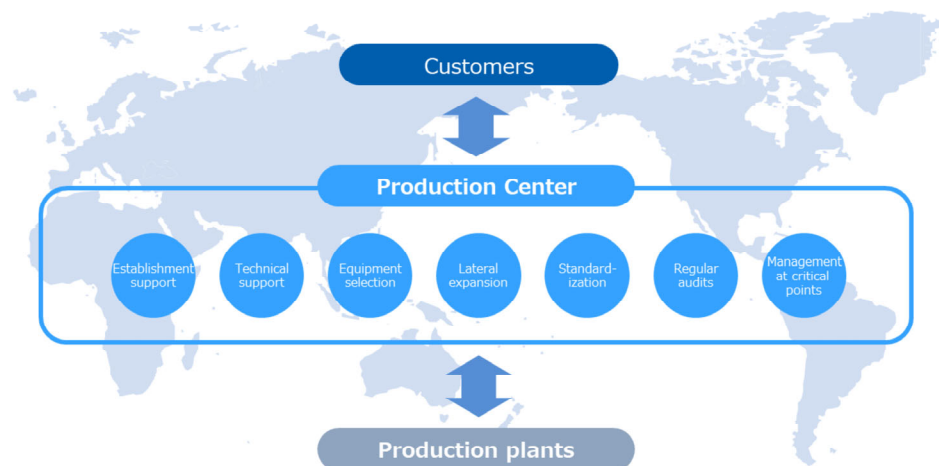 Customers
Production Center
Establishment
support
Technical
support
Equipment
selection
Lateral
expansion
Standard-
ization
Regular
audits
Management
at critical
points
Production plants